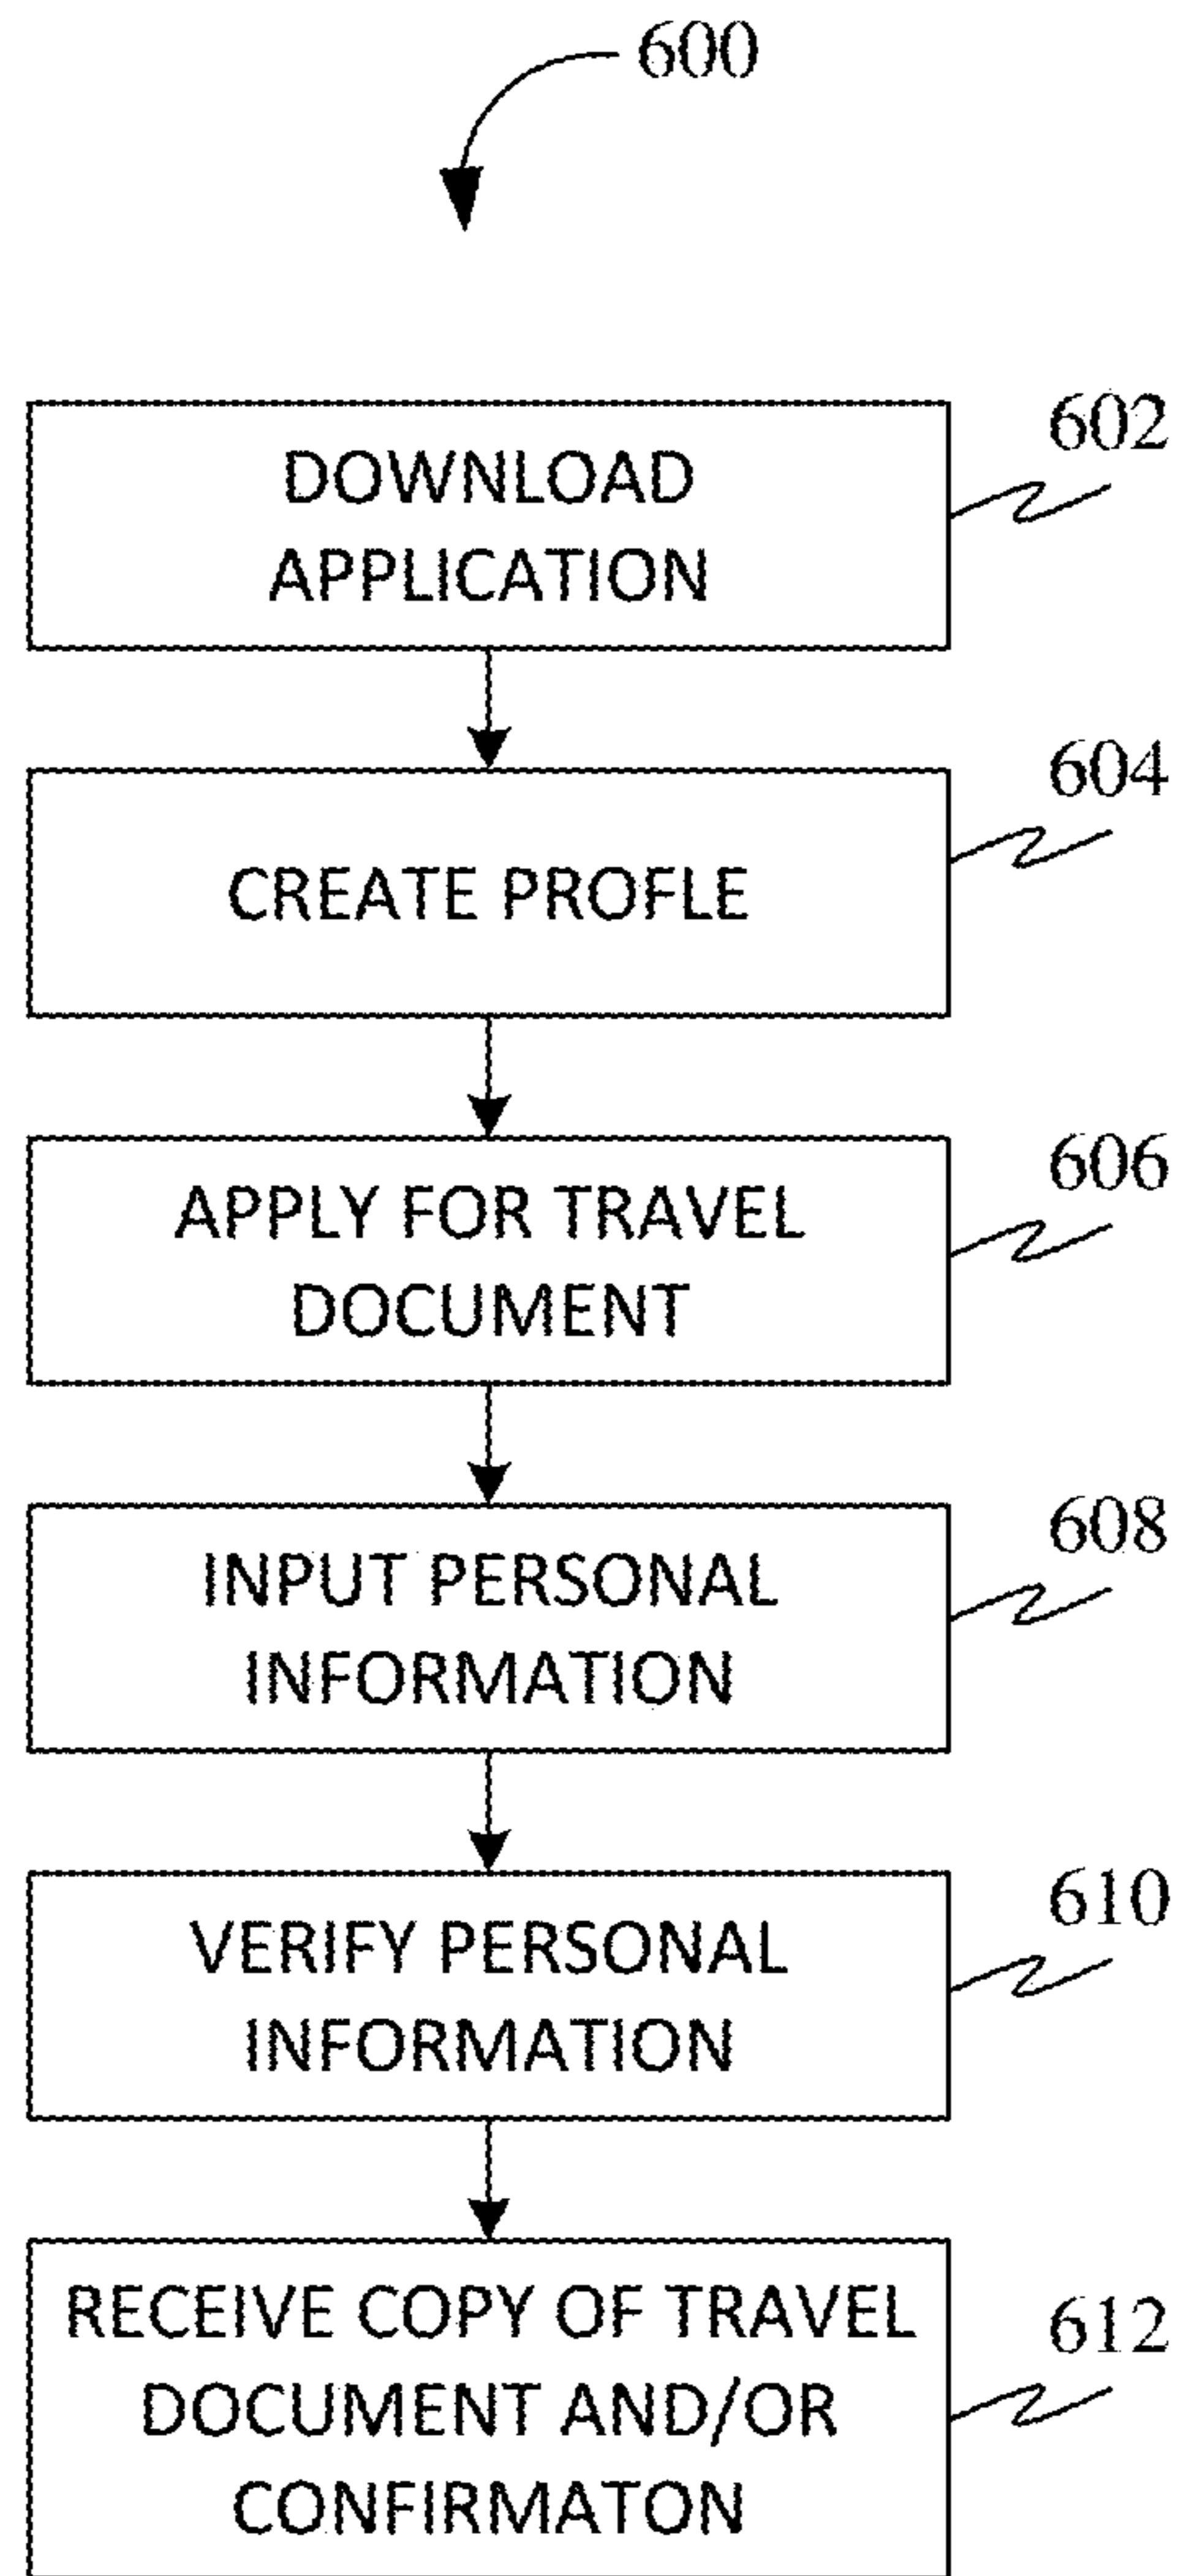 600
DOWNLOAD
APPLICATION
602
CREATE PROFLE
604
APPLY FOR TRAVEL
DOCUMENT
606
INPUT PERSONAL
INFORMATION
608
VERIFY PERSONAL
INFORMATION
610
RECEIVE COPY OF TRAVEL
DOCUMENT AND/OR
CONFIRMATON
612